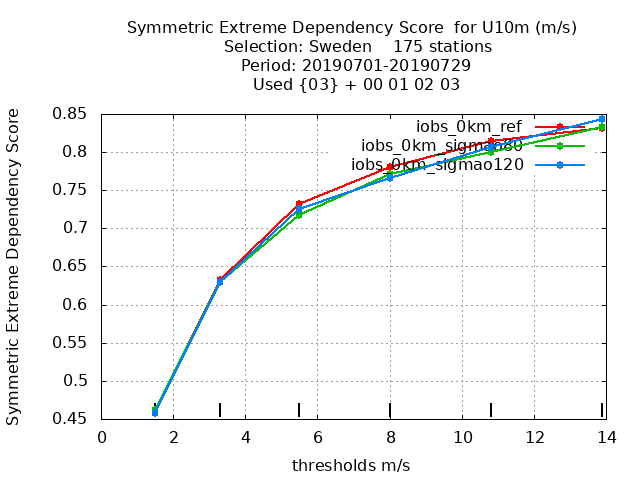 Symmetric Extreme Dependency Score  for U10m (m/s)
Selection: Sweden    175 stations
Period: 20190701-20190729
Used {03} + 00 01 02 03
Symmetric Extreme Dependency Score
0.85
0.8
0.75
0.7
0.65
0.6
0.55
0.5
0.45
iobs_0km_ref
iobs_0km_sigmao80
iobs_0km_sigmao120
0 2 4 6 8 10 12 14
thresholds m/s